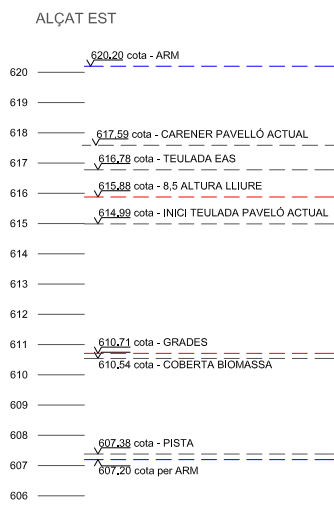 ALÇAT EST
620.20 cota - ARM
620
619
618
617.59 cota - CARENER PAVELLÓ ACTUAL
617
616.78 cota - TEULADA EAS
616
615.88 cota - 8,5 ALTURA LLIURE
614.99 cota - INICI TEULADA PAVELÓ ACTUAL
615
614
613
612
611
610.71 cota - GRADES
610.54 cota - COBERTA BIOMASSA
610
609
608
607.38 cota - PISTA
607
607.20 cota per ARM
606